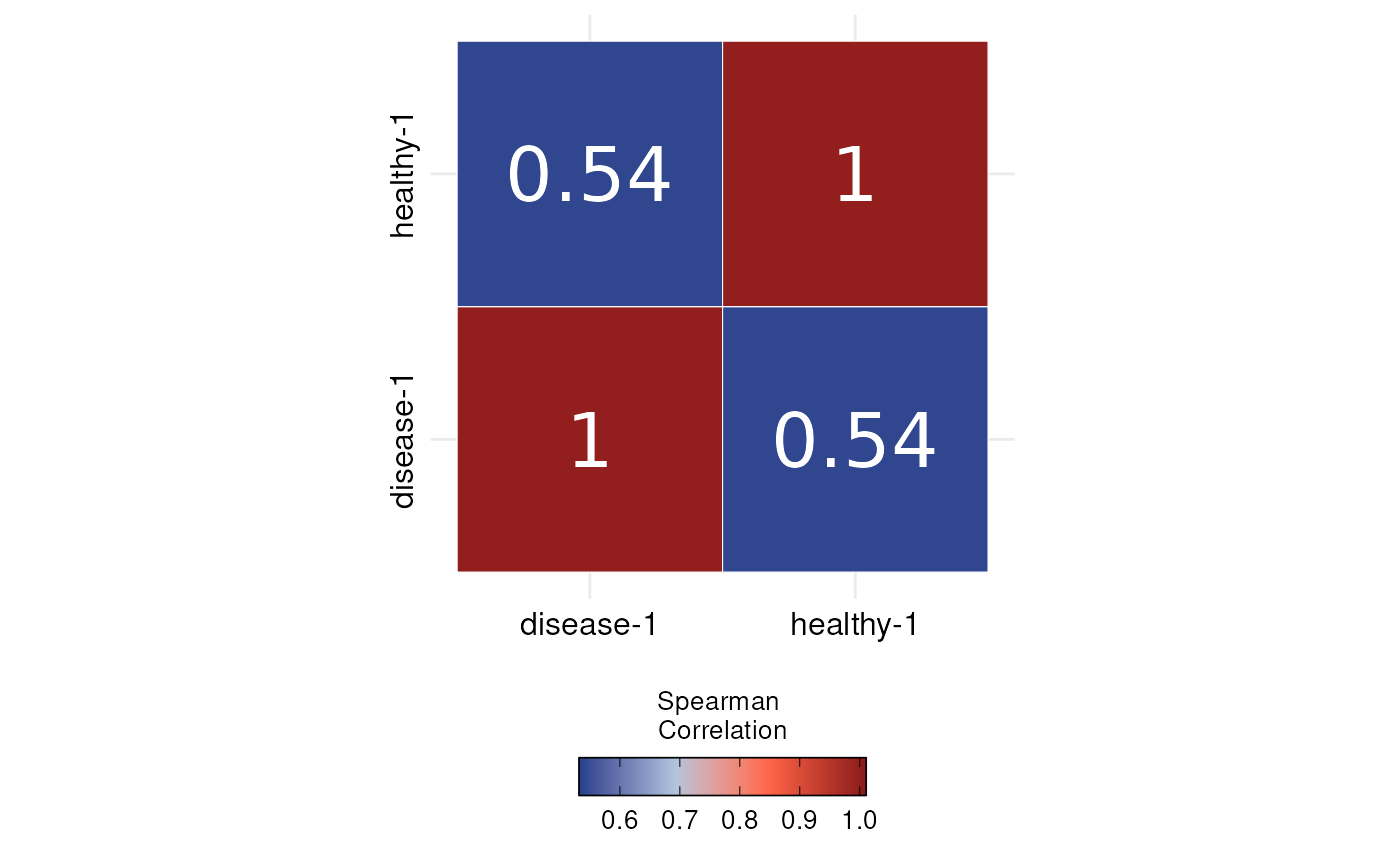 healthy-1
0.54
1
disease-1
1
0.54
disease-1 healthy-1
Spearman
Correlation
0.6 0.7 0.8 0.9 1.0